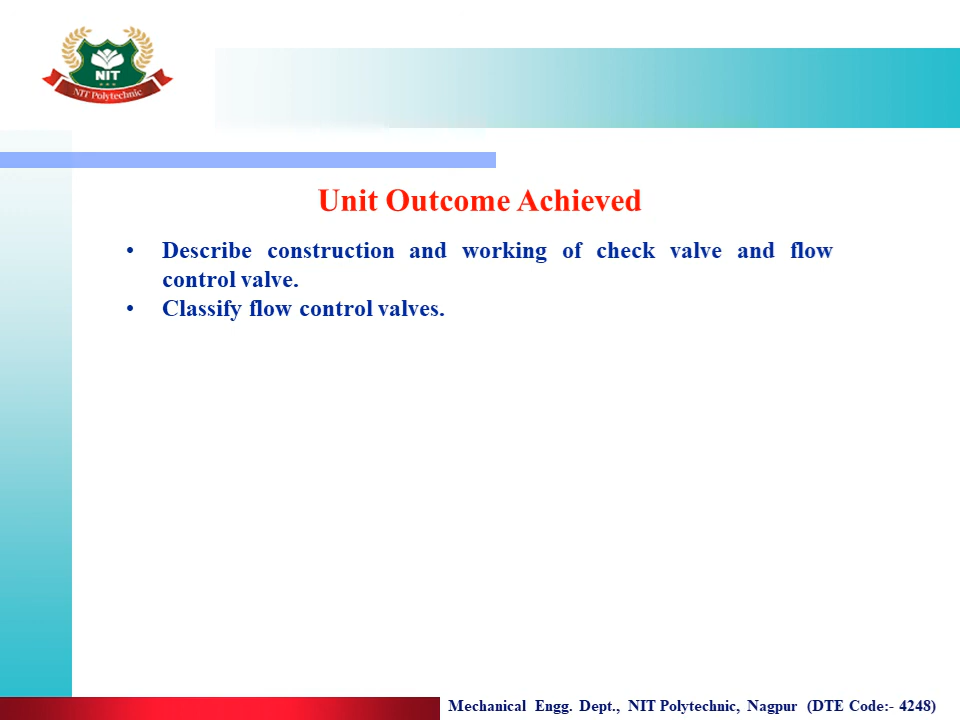 NIT
NIT Polytechnic
Unit Outcome Achieved
• Describe construction and working of check valve and flow
control valve.
• Classify flow control valves.
Mechanical Engg. Dept., NIT Polytechnic, Nagpur (DTE Code:- 4248)